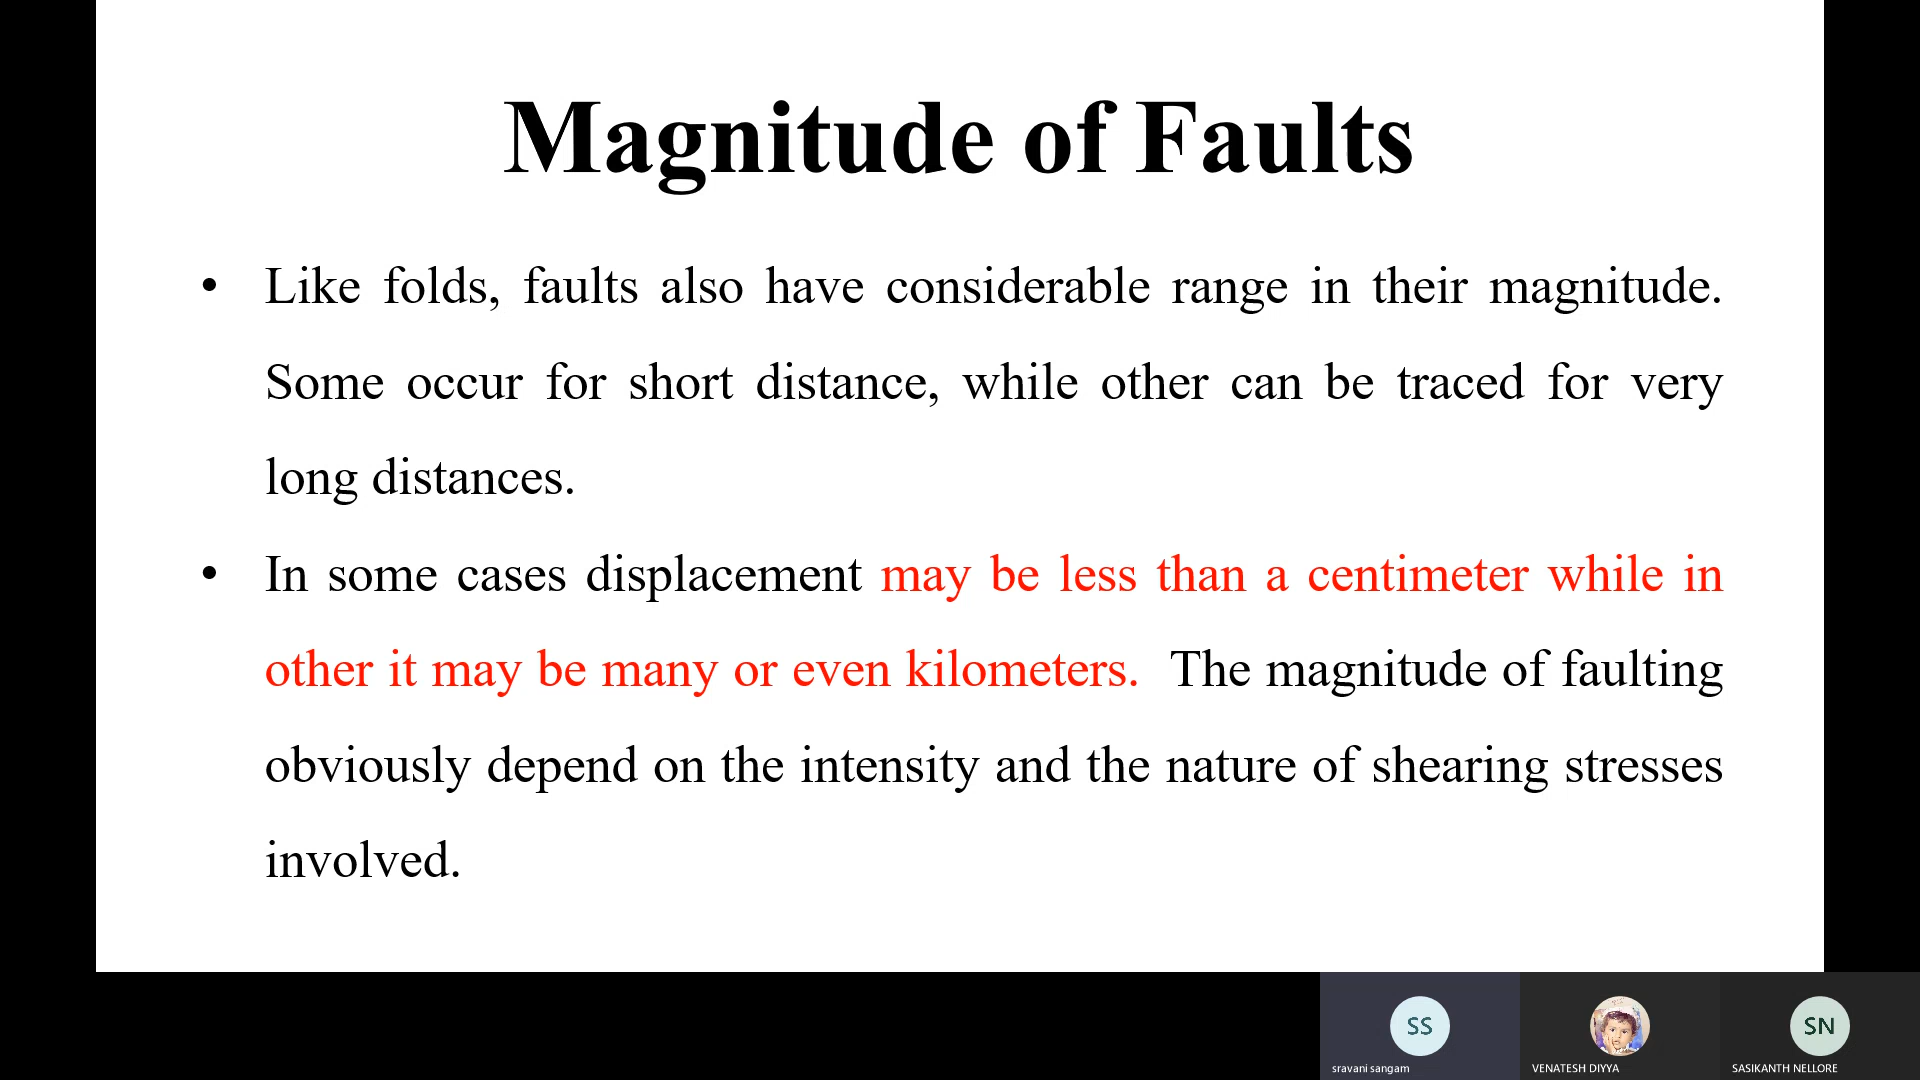 Magnitude of Faults
• Like folds, faults also have considerable range in their magnitude.
Some occur for short distance, while other can be traced for very
long distances.
• In some cases displacement may be less than a centimeter while in
other it may be many or even kilometers. The magnitude of faulting
obviously depend on the intensity and the nature of shearing stresses
involved.
SS
sravani sangam
VENATESH DIYYA
SN
SASIKANTH NELLORE